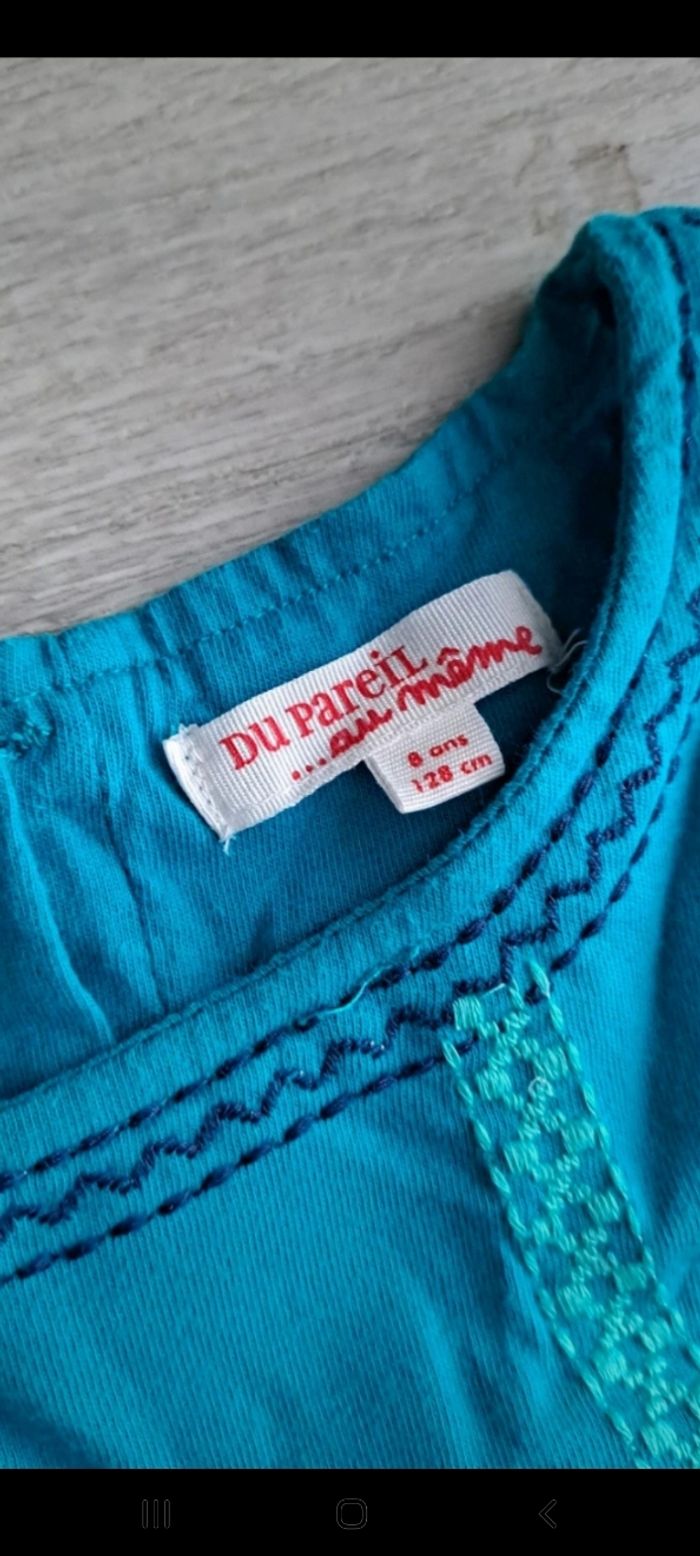 DU PAREIL
...au même
8 ans
128 cm